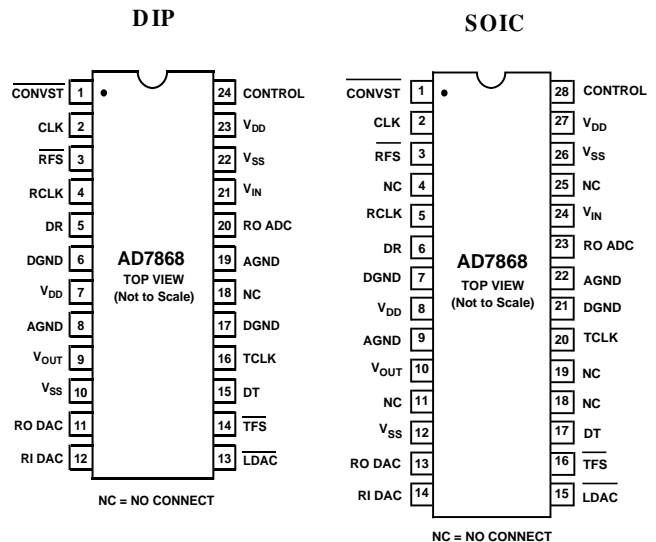 DIP
CONVST 1 24 CONTROL
CLK 2 23 VDD
RFS 3 22 VSS
RCLK 4 21 VIN
DR 5 20 RO ADC
DGND 6 19 AGND
VDD 7 18 NC
AGND 8 17 DGND
VOUT 9 16 TCLK
VSS 10 15 DT
RO DAC 11 14 TFS
RI DAC 12 13 LDAC
AD7868
TOP VIEW
(Not to Scale)
NC = NO CONNECT
SOIC
CONVST 1 28 CONTROL
CLK 2 27 VDD
RFS 3 26 VSS
NC 4 25 NC
RCLK 5 24 VIN
DR 6 23 RO ADC
DGND 7 22 AGND
VDD 8 21 DGND
AGND 9 20 TCLK
VOUT 10 19 NC
NC 11 18 NC
VSS 12 17 DT
RO DAC 13 16 TFS
RI DAC 14 15 LDAC
AD7868
TOP VIEW
(Not to Scale)
NC = NO CONNECT